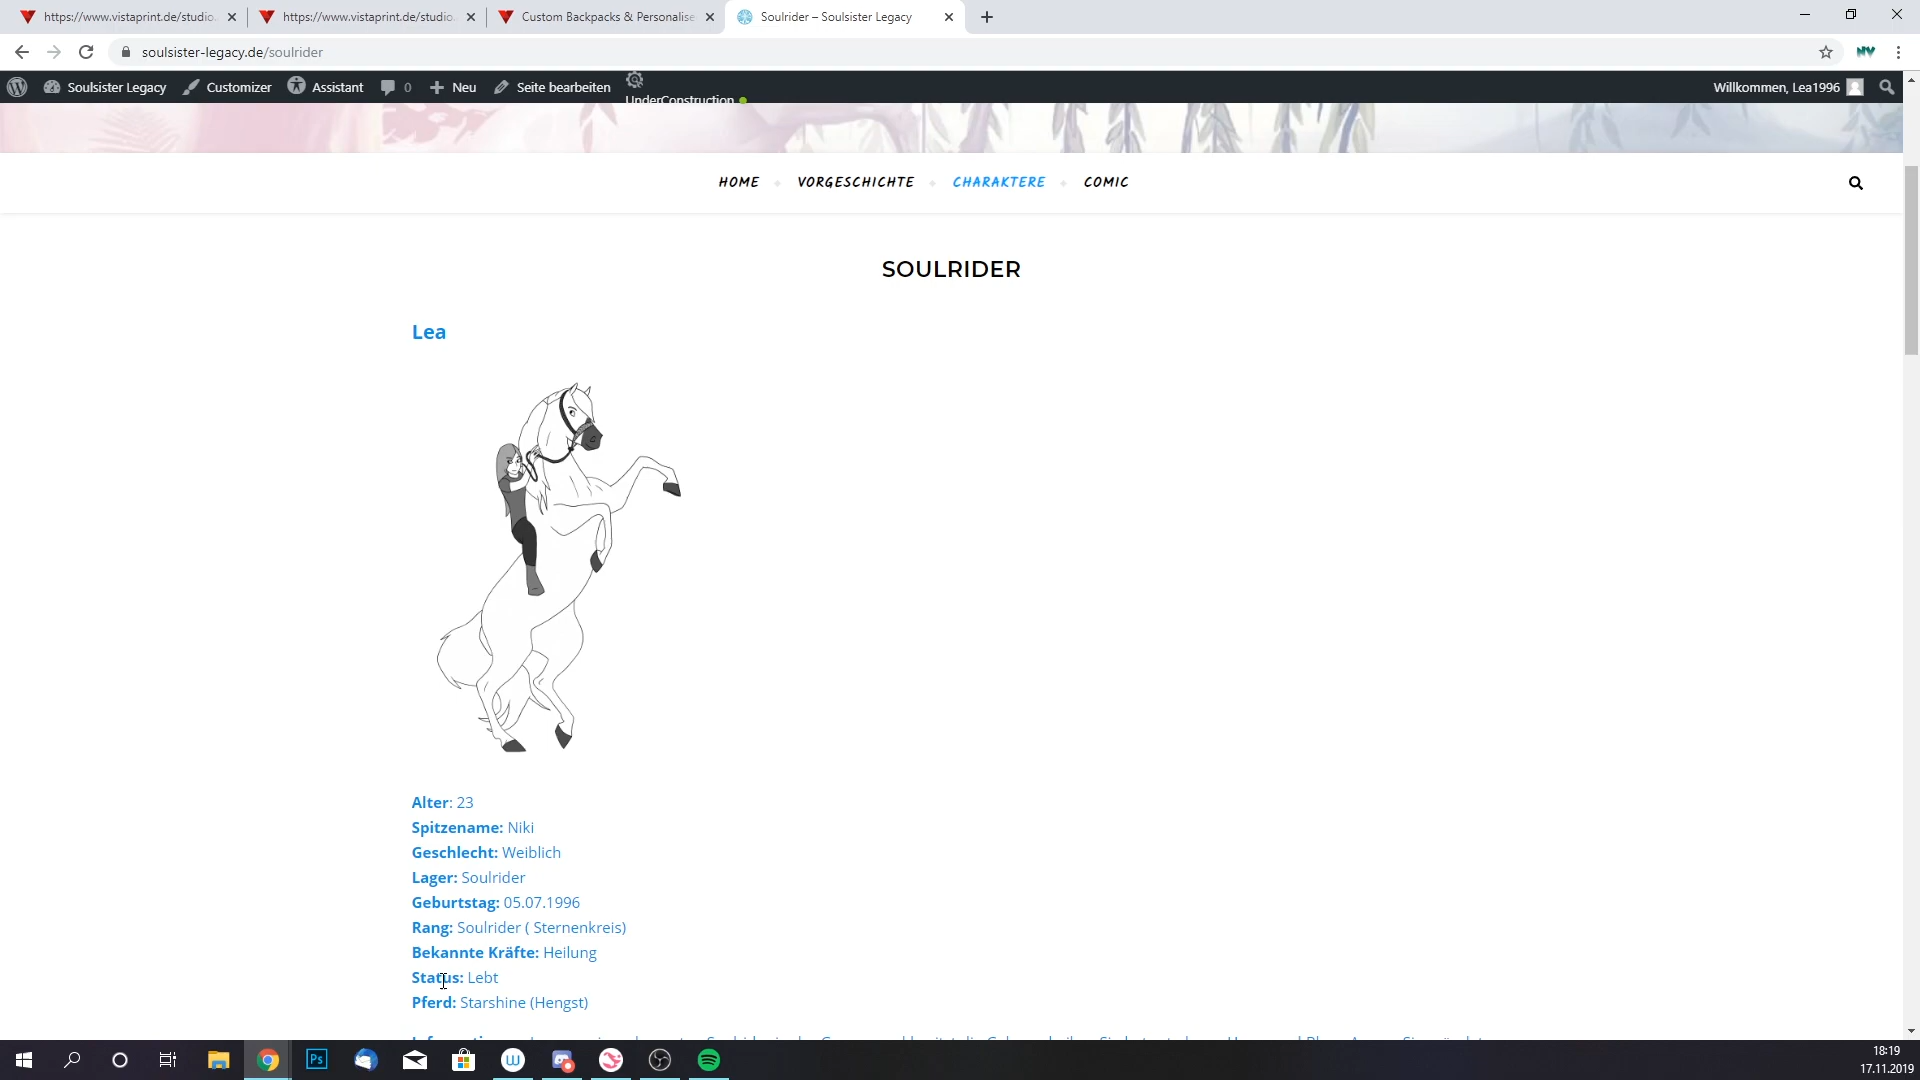 https://www.vistaprint.de/studio.
https://www.vistaprint.de/studio.
Custom Backpacks & Personalise
Soulrider – Soulsister Legacy
soulsister-legacy.de/soulrider
Soulsister Legacy
Customizer
Assistant
0
Neu
Seite bearbeiten
UnderConstruction
Willkommen, Lea1996
HOME
VORGESCHICHTE
CHARAKTERE
COMIC
SOULRIDER
Lea
Alter: 23
Spitzename: Niki
Geschlecht: Weiblich
Lager: Soulrider
Geburtstag: 05.07.1996
Rang: Soulrider ( Sternenkreis)
Bekannte Kräfte: Heilung
Status: Lebt
Pferd: Starshine (Hengst)
Ps
18:19
17.11.2019